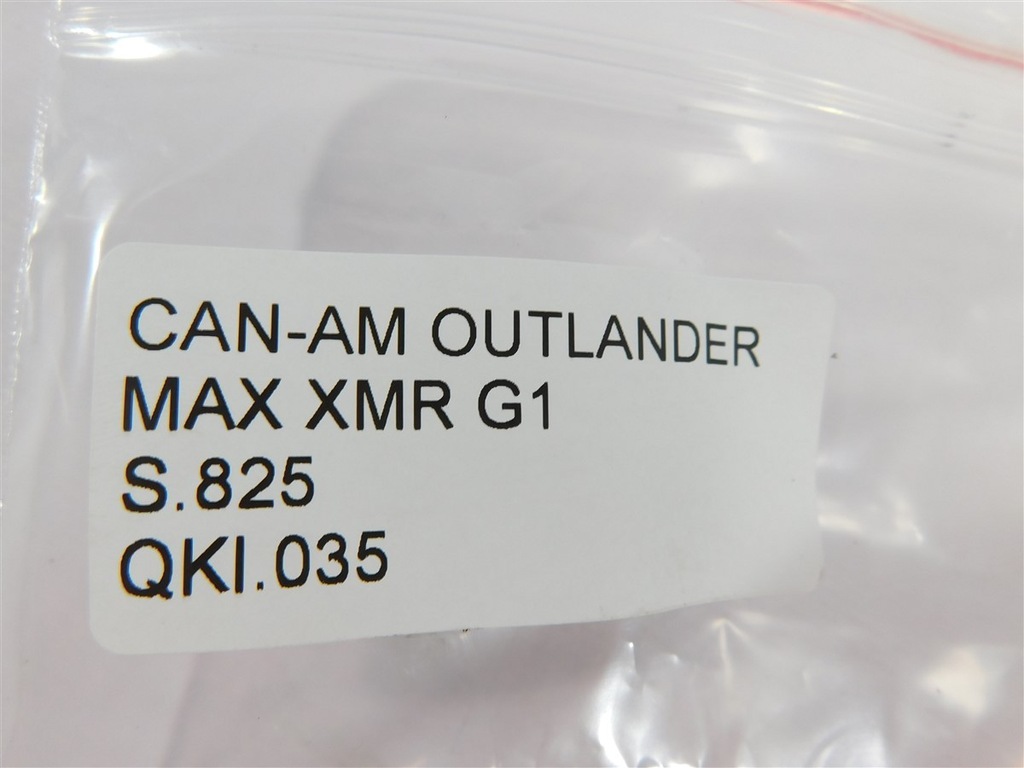 CAN-AM OUTLANDER
MAX XMR G1
S.825
QKI.035